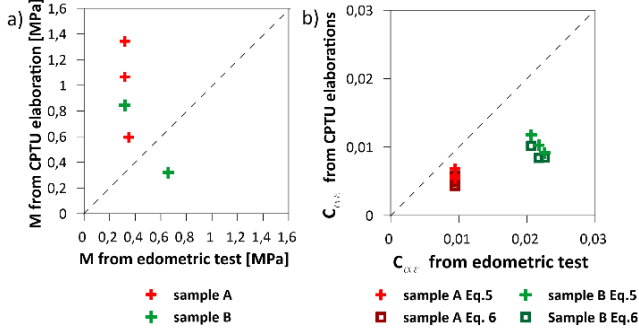 a)
M from CPTU elaboration [MPa]
1,6
1,4
1,2
1
0,8
0,6
0,4
0,2
0
0 0,2 0,4 0,6 0,8 1 1,2 1,4 1,6
M from edometric test [MPa]
sample A
sample B
b)
C_αε from CPTU elaborations
0,03
0,02
0,01
0
0 0,01 0,02 0,03
C_αε from edometric test
sample A Eq.5
sample B Eq.5
sample A Eq. 6
Sample B Eq.6